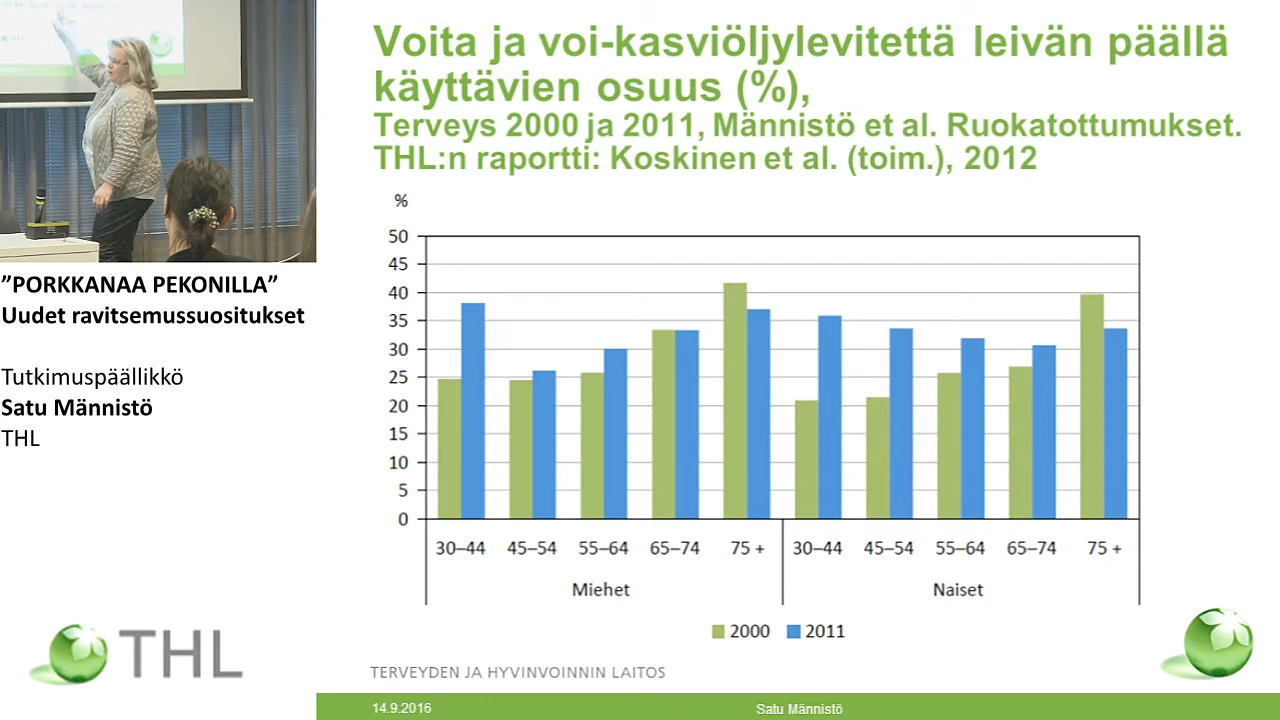 ”PORKKANAA PEKONILLA”
Uudet ravitsemussuositukset
Tutkimuspäällikkö
Satu Männistö
THL
THL
Voita ja voi-kasviöljylevitettä leivän päällä
käyttävien osuus (%),
Terveys 2000 ja 2011, Männistö et al. Ruokatottumukset.
THL:n raportti: Koskinen et al. (toim.), 2012
%
50
45
40
35
30
25
20
15
10
5
0
30–44 45–54 55–64 65–74 75 + 30–44 45–54 55–64 65–74 75 +
Miehet Naiset
2000 2011
TERVEYDEN JA HYVINVOINNIN LAITOS
14.9.2016 Satu Männistö